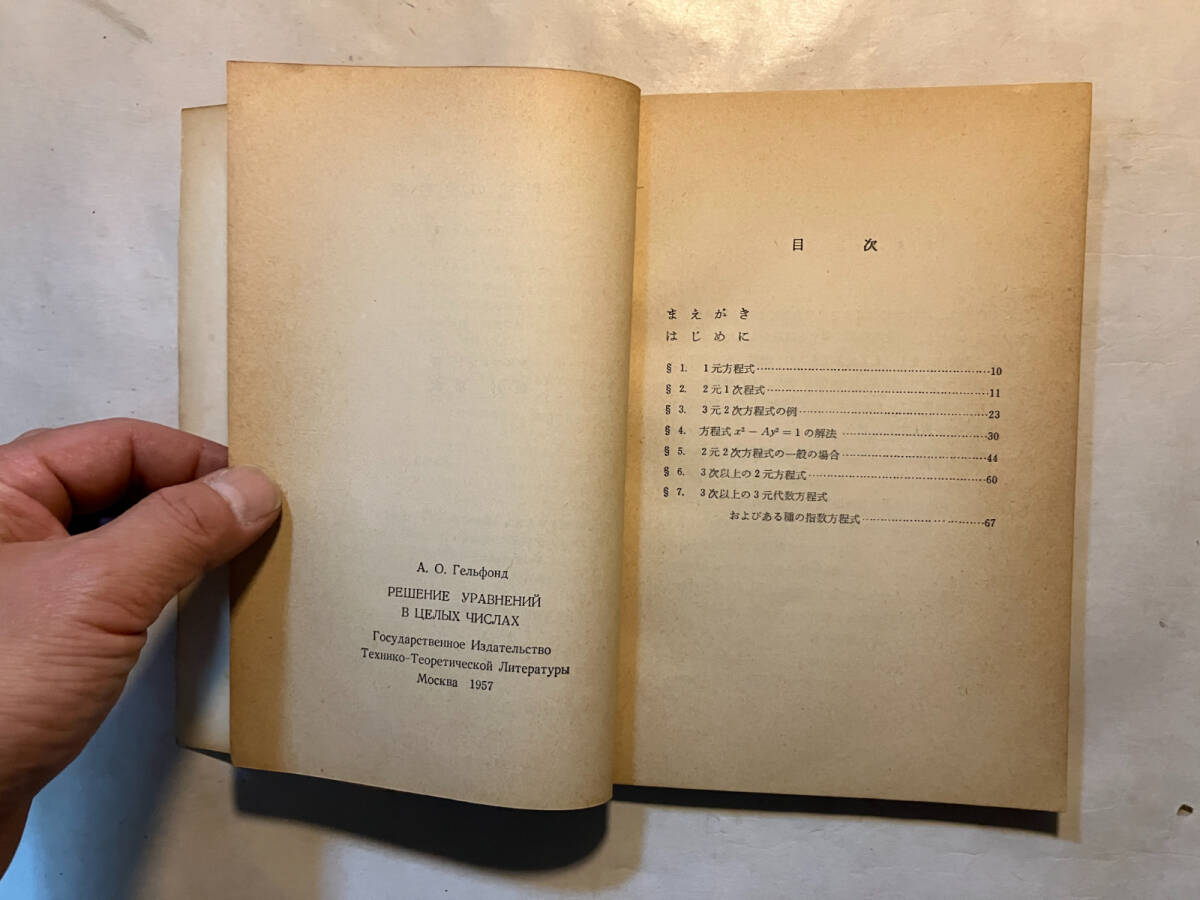 А. О. Гельфонд
РЕШЕНИЕ УРАВНЕНИЙ
В ЦЕЛЫХ ЧИСЛАХ
Государственное Издательство
Технико-Теоретической Литературы
Москва 1957
目 次
まえがき
はじめに
§ 1. 1元方程式……10
§ 2. 2元1次程式……11
§ 3. 3元2次方程式の例……23
§ 4. 方程式 x² − Ay² = 1 の解法……30
§ 5. 2元2次方程式の一般の場合……44
§ 6. 3次以上の2元方程式……60
§ 7. 3次以上の3元代数方程式
およびある種の指数方程式……67